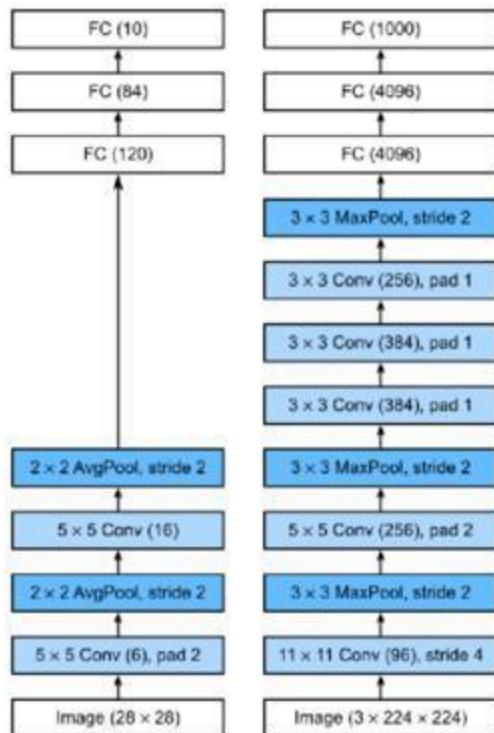 FC (10)
FC (84)
FC (120)
2 × 2 AvgPool, stride 2
5 × 5 Conv (16)
2 × 2 AvgPool, stride 2
5 × 5 Conv (6), pad 2
Image (28 × 28)
FC (1000)
FC (4096)
FC (4096)
3 × 3 MaxPool, stride 2
3 × 3 Conv (256), pad 1
3 × 3 Conv (384), pad 1
3 × 3 Conv (384), pad 1
3 × 3 MaxPool, stride 2
5 × 5 Conv (256), pad 2
3 × 3 MaxPool, stride 2
11 × 11 Conv (96), stride 4
Image (3 × 224 × 224)